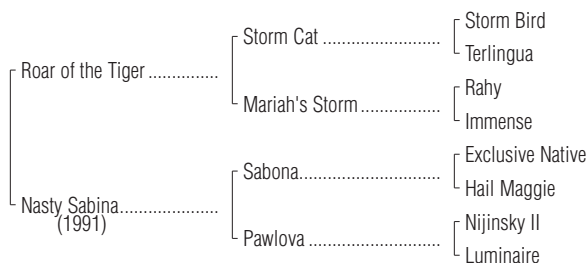 Storm Bird
Storm Cat ..........................
Terlingua
Roar of the Tiger ...............
Rahy
Mariah's Storm .................
Immense
Exclusive Native
Sabona...............................
Hail Maggie
Nasty Sabina.....................
(1991)
Nijinsky II
Pawlova ............................
Luminaire